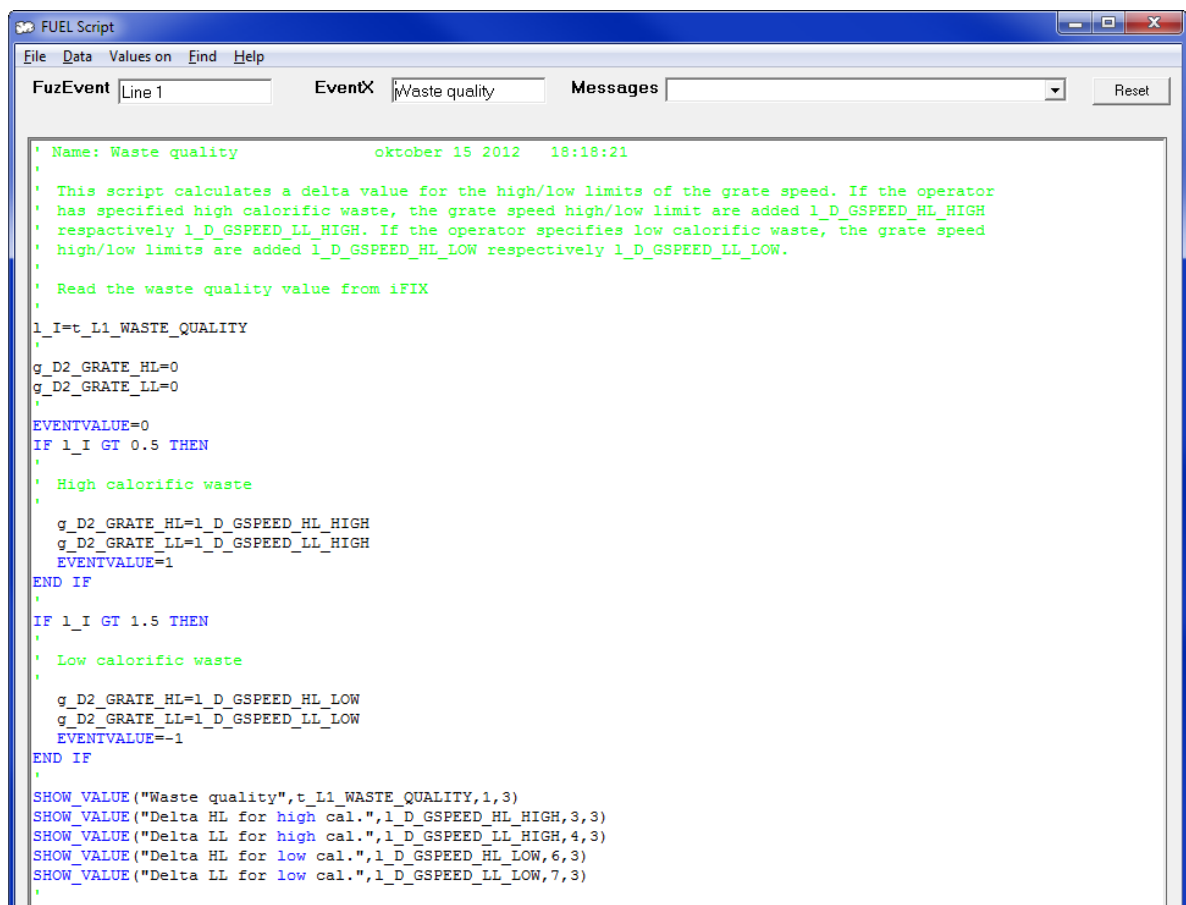 FUEL Script
File Data Values on Find Help
FuzEvent Line 1 EventX Waste quality Messages Reset
' Name: Waste quality oktober 15 2012 18:18:21
'
' This script calculates a delta value for the high/low limits of the grate speed. If the operator
' has specified high calorific waste, the grate speed high/low limit are added l_D_GSPEED_HL_HIGH
' respactively l_D_GSPEED_LL_HIGH. If the operator specifies low calorific waste, the grate speed
' high/low limits are added l_D_GSPEED_HL_LOW respectively l_D_GSPEED_LL_LOW.
'
' Read the waste quality value from iFIX
'
l_I=t_L1_WASTE_QUALITY
'
g_D2_GRATE_HL=0
g_D2_GRATE_LL=0
'
EVENTVALUE=0
IF l_I GT 0.5 THEN
'
' High calorific waste
'
g_D2_GRATE_HL=l_D_GSPEED_HL_HIGH
g_D2_GRATE_LL=l_D_GSPEED_LL_HIGH
EVENTVALUE=1
END IF
'
IF l_I GT 1.5 THEN
'
' Low calorific waste
'
g_D2_GRATE_HL=l_D_GSPEED_HL_LOW
g_D2_GRATE_LL=l_D_GSPEED_LL_LOW
EVENTVALUE=-1
END IF
'
SHOW_VALUE("Waste quality",t_L1_WASTE_QUALITY,1,3)
SHOW_VALUE("Delta HL for high cal.",l_D_GSPEED_HL_HIGH,3,3)
SHOW_VALUE("Delta LL for high cal.",l_D_GSPEED_LL_HIGH,4,3)
SHOW_VALUE("Delta HL for low cal.",l_D_GSPEED_HL_LOW,6,3)
SHOW_VALUE("Delta LL for low cal.",l_D_GSPEED_LL_LOW,7,3)
'